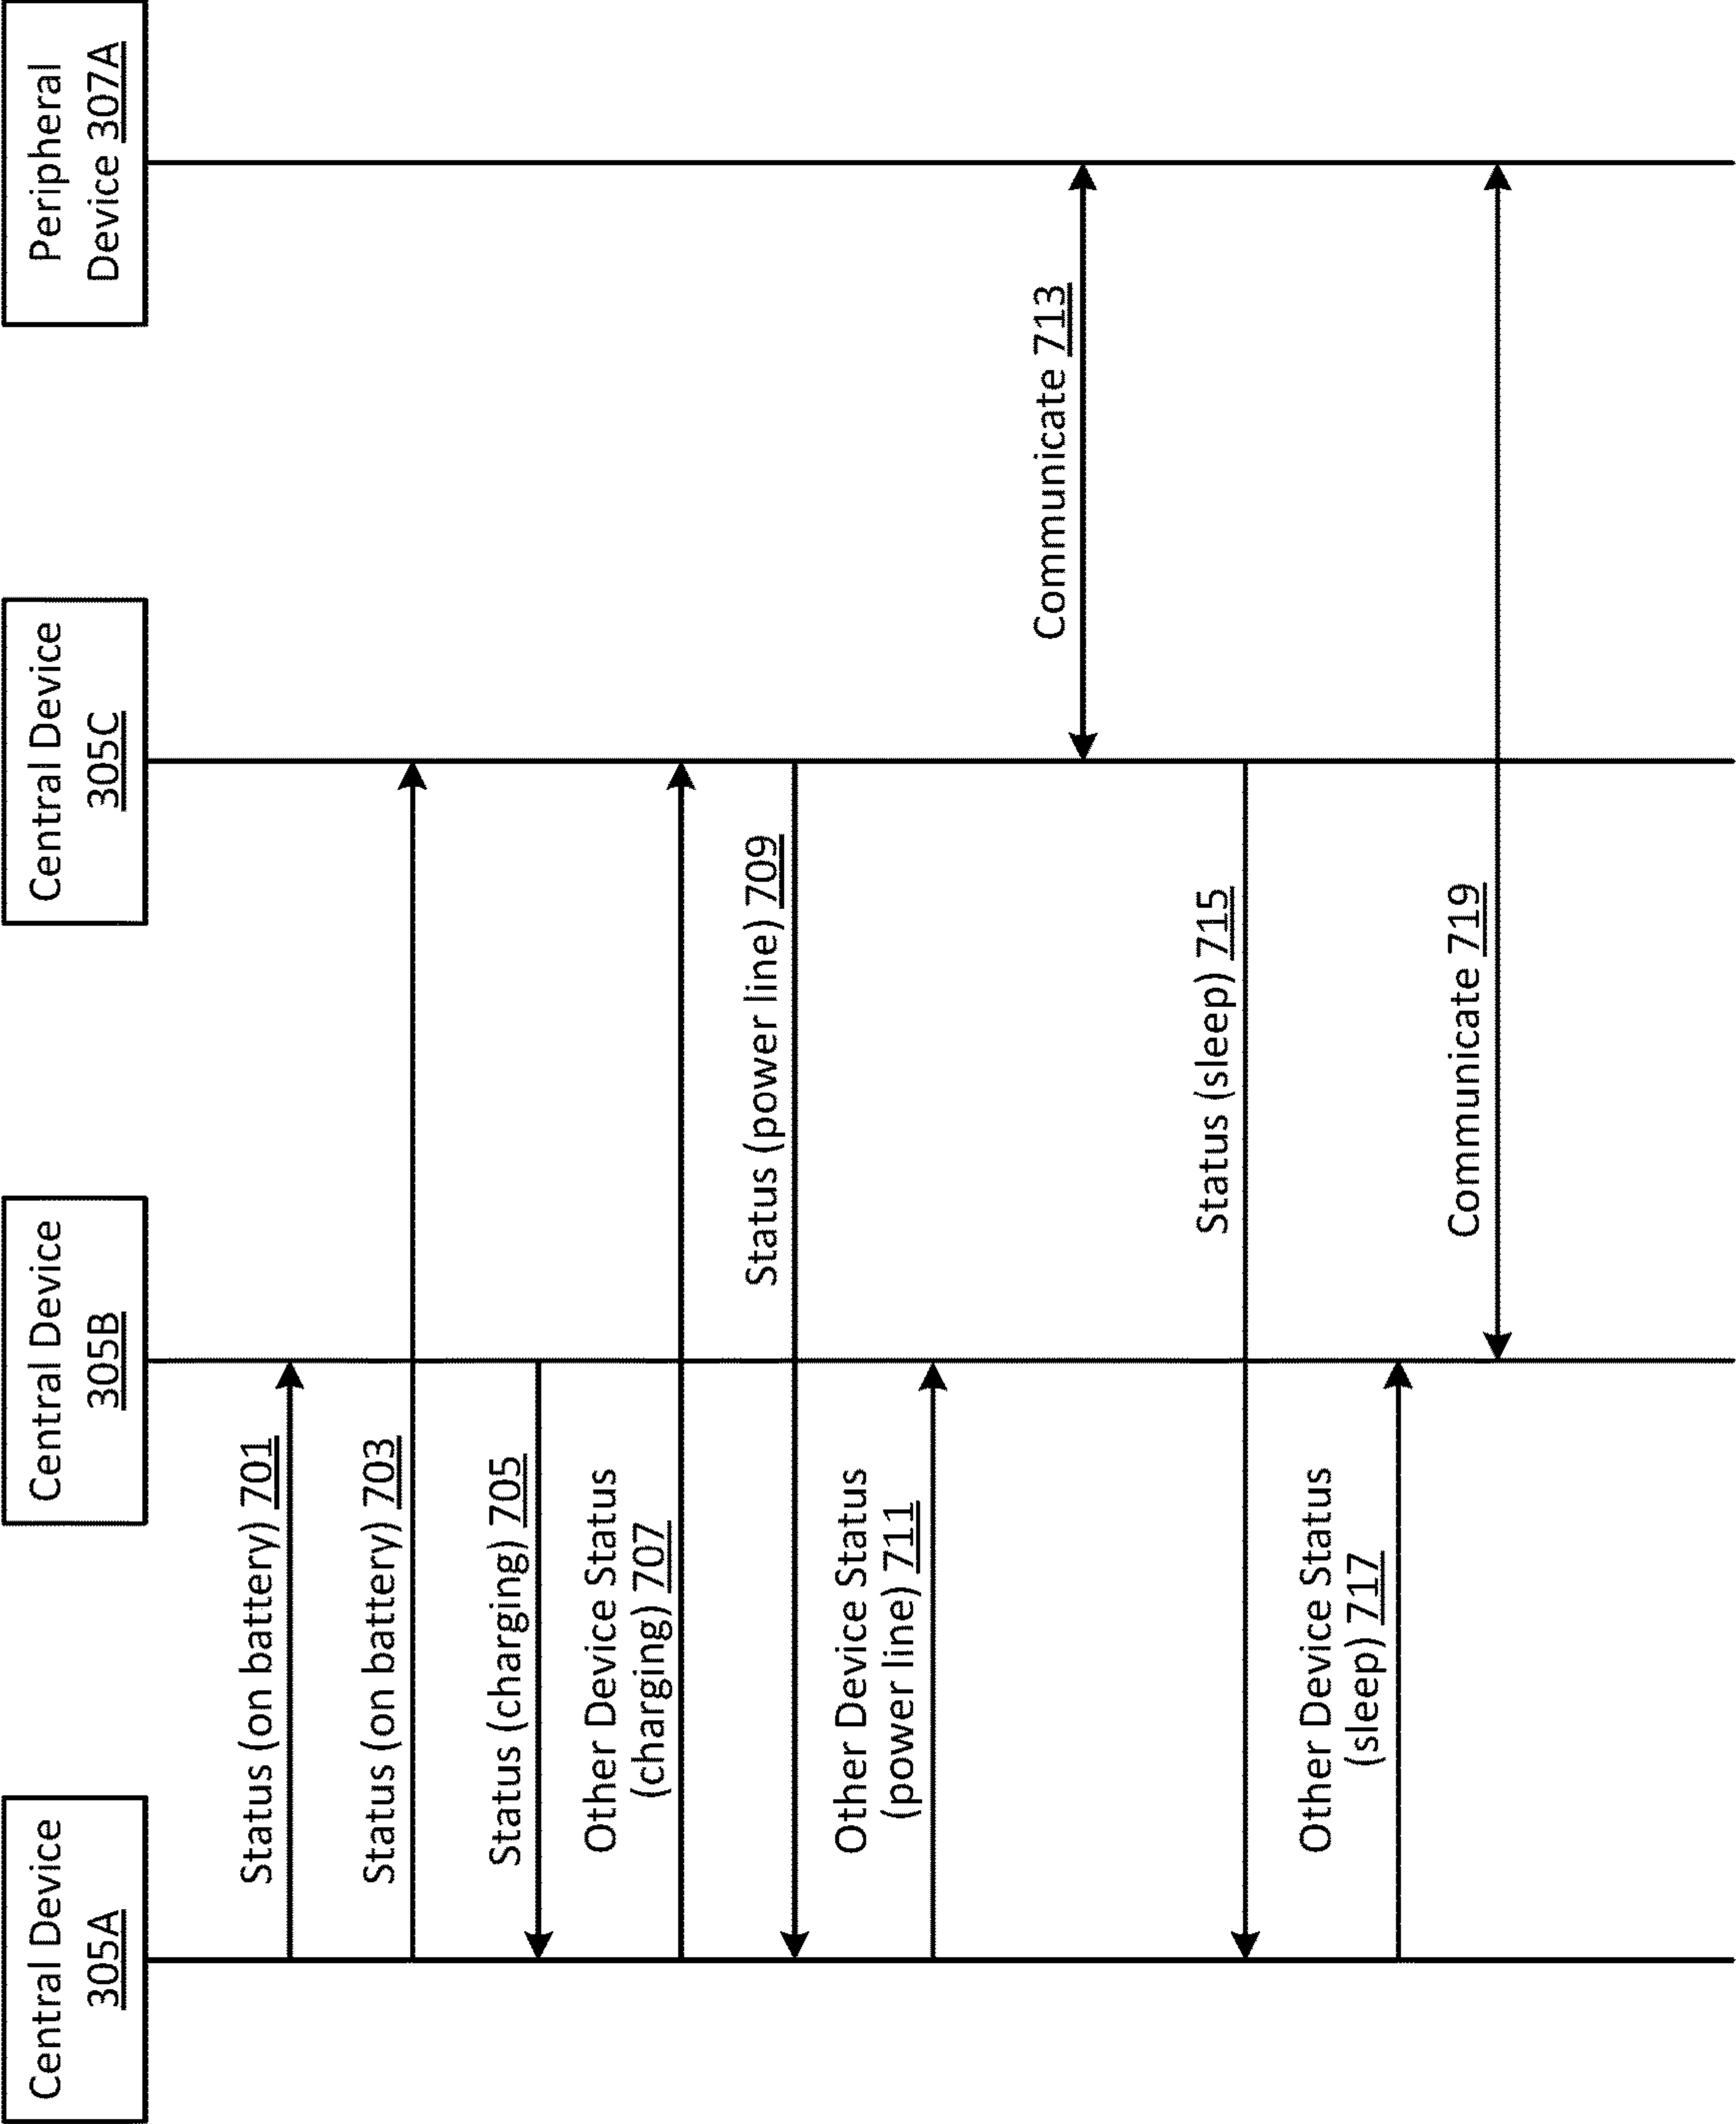 Central Device
305A
Central Device
305B
Central Device
305C
Peripheral
Device 307A
Status (on battery) 701
Status (on battery) 703
Status (charging) 705
Other Device Status
(charging) 707
Status (power line) 709
Other Device Status
(power line) 711
Communicate 713
Status (sleep) 715
Other Device Status
(sleep) 717
Communicate 719